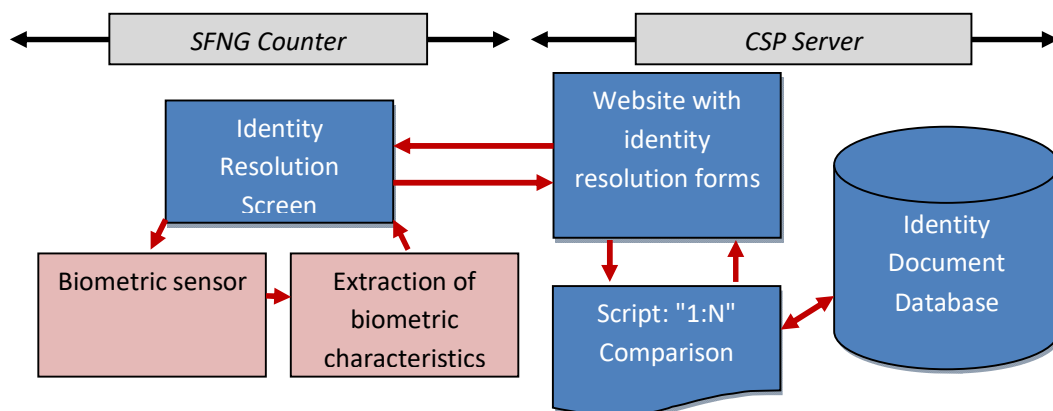 SFNG Counter
CSP Server
Identity
Resolution
Screen
Website with
identity
resolution forms
Identity
Document
Database
Biometric sensor
Extraction of
biometric
characteristics
Script: "1:N"
Comparison